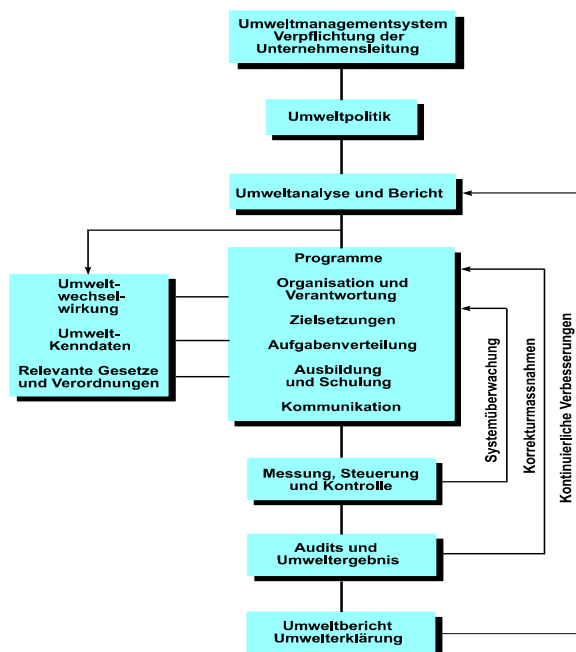 Umweltmanagementsystem
Verpflichtung der
Unternehmensleitung
Umweltpolitik
Umweltanalyse und Bericht
Umwelt-
wechsel-
wirkung
Umwelt-
Kenndaten
Relevante Gesetze
und Verordnungen
Programme
Organisation und
Verantwortung
Zielsetzungen
Aufgabenverteilung
Ausbildung
und Schulung
Kommunikation
Systemüberwachung
Korrekturmassnahmen
Kontinuierliche Verbesserungen
Messung, Steuerung
und Kontrolle
Audits und
Umweltergebnis
Umweltbericht
Umwelterklärung